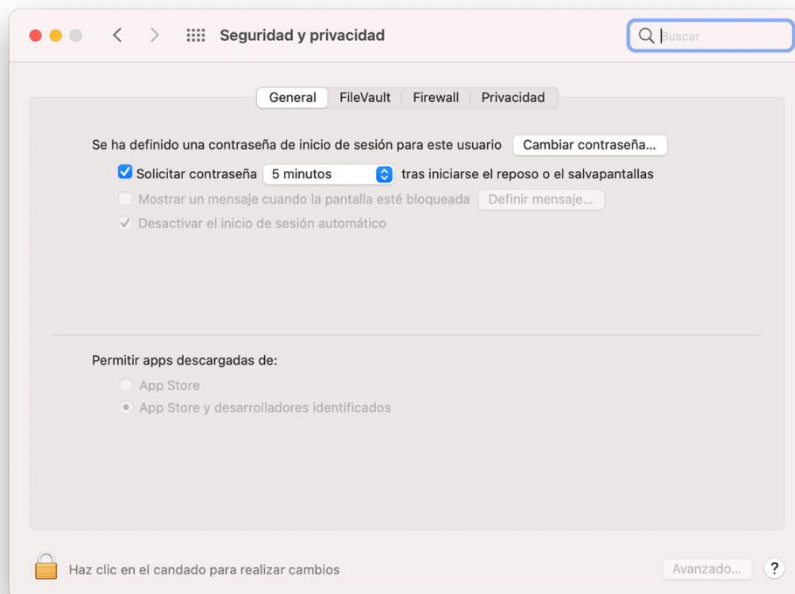 Seguridad y privacidad
Buscar
General FileVault Firewall Privacidad
Se ha definido una contraseña de inicio de sesión para este usuario Cambiar contraseña...
Solicitar contraseña 5 minutos tras iniciarse el reposo o el salvapantallas
Mostrar un mensaje cuando la pantalla esté bloqueada Definir mensaje...
Desactivar el inicio de sesión automático
Permitir apps descargadas de:
App Store
App Store y desarrolladores identificados
Haz clic en el candado para realizar cambios Avanzado... ?